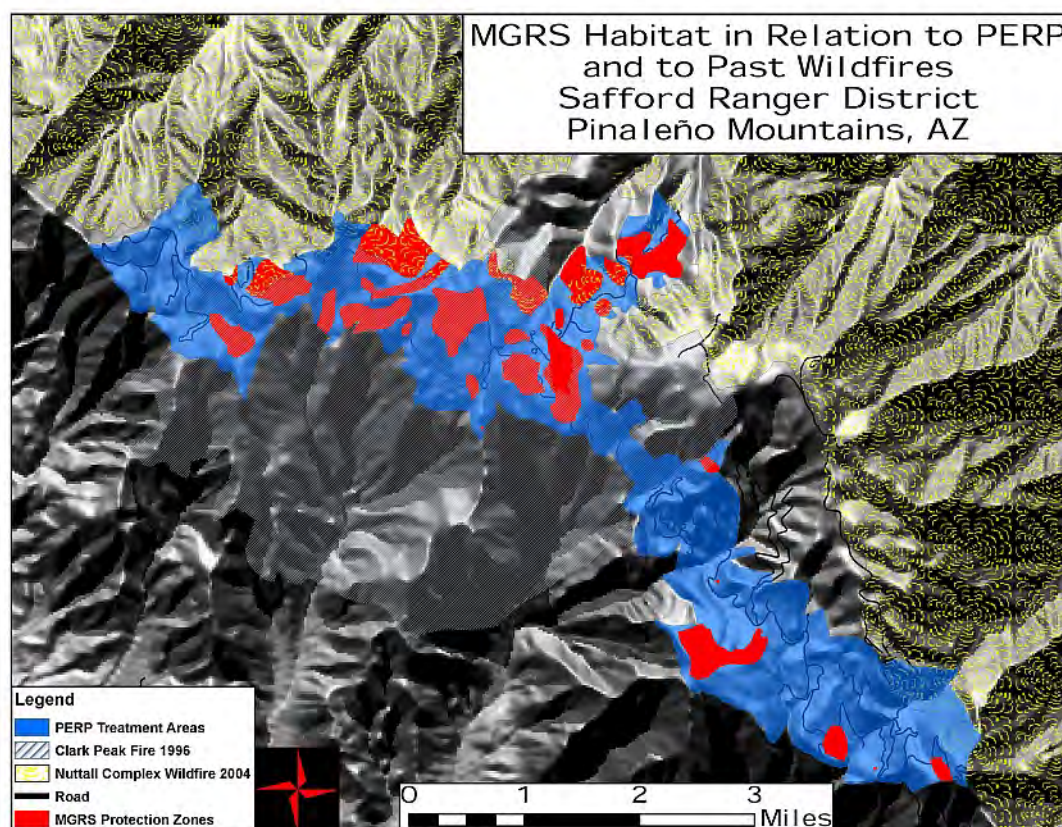 MGRS Habitat in Relation to PERP
and to Past Wildfires
Safford Ranger District
Pinaleño Mountains, AZ
Legend
PERP Treatment Areas
Clark Peak Fire 1996
Nuttall Complex Wildfire 2004
Road
MGRS Protection Zones
0 1 2 3
Miles